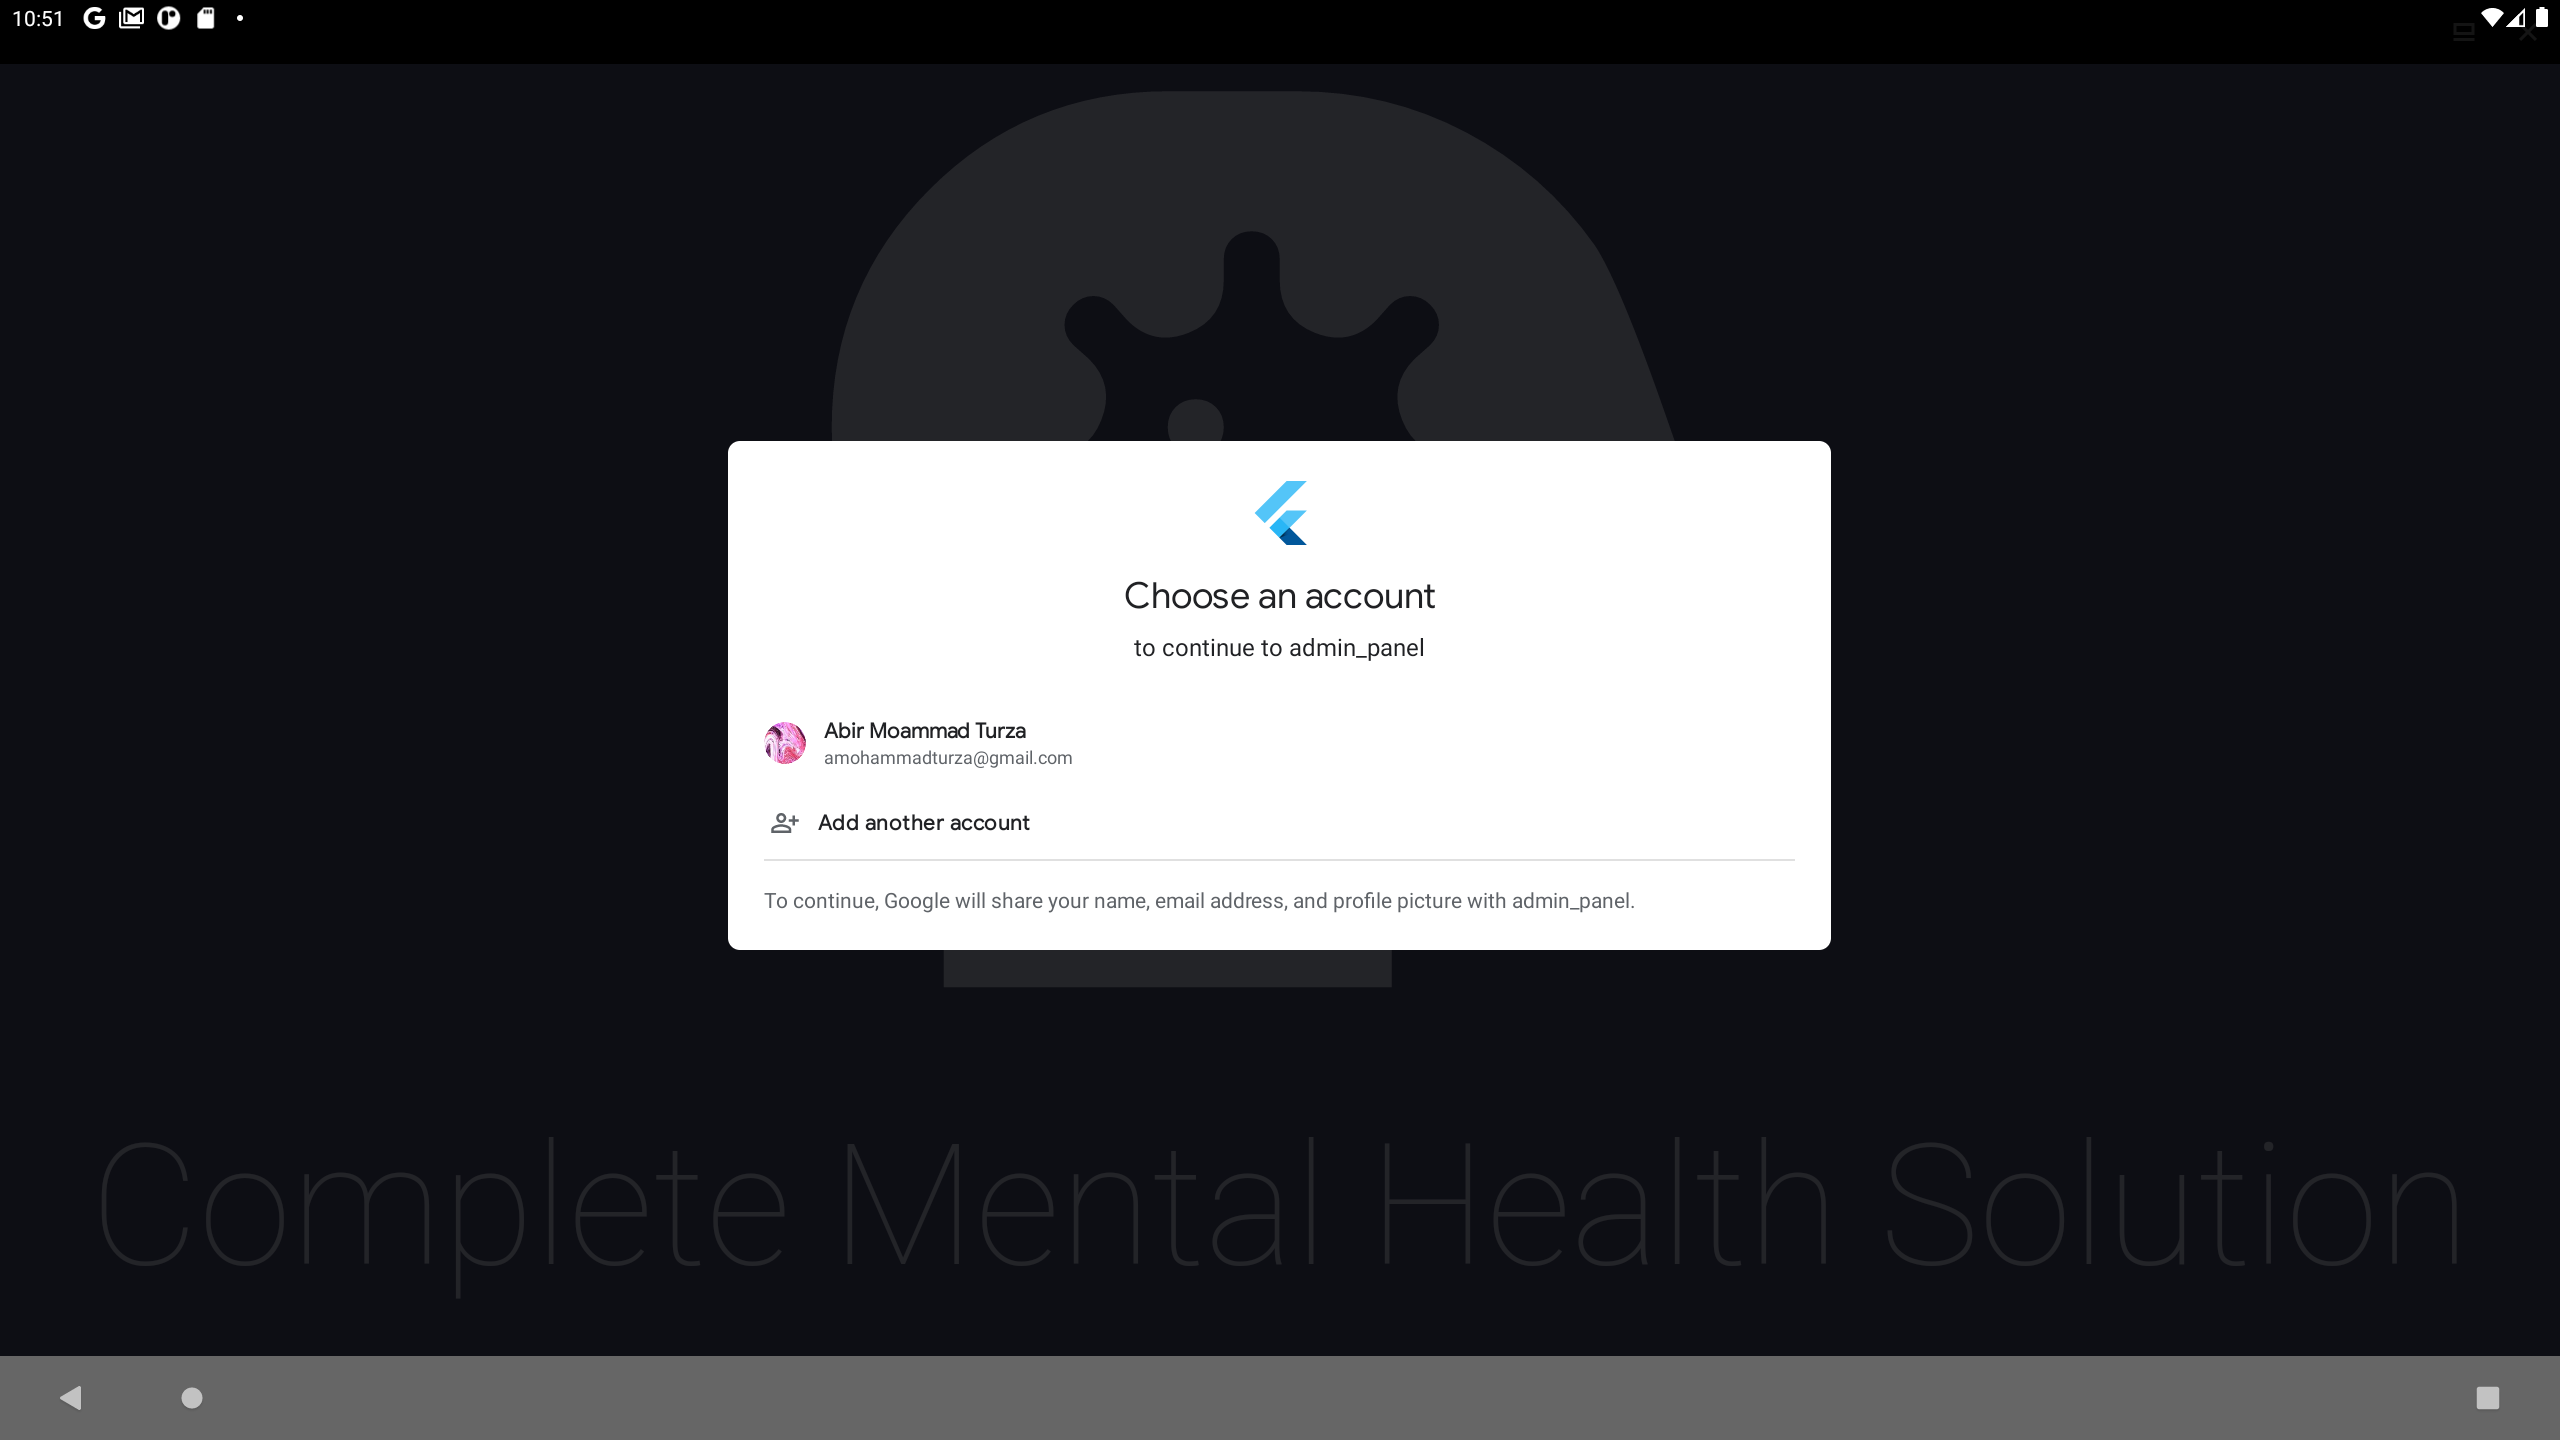 10:51
Choose an account
to continue to admin_panel
Abir Moammad Turza
amohammadturza@gmail.com
Add another account
To continue, Google will share your name, email address, and profile picture with admin_panel.
Complete Mental Health Solution